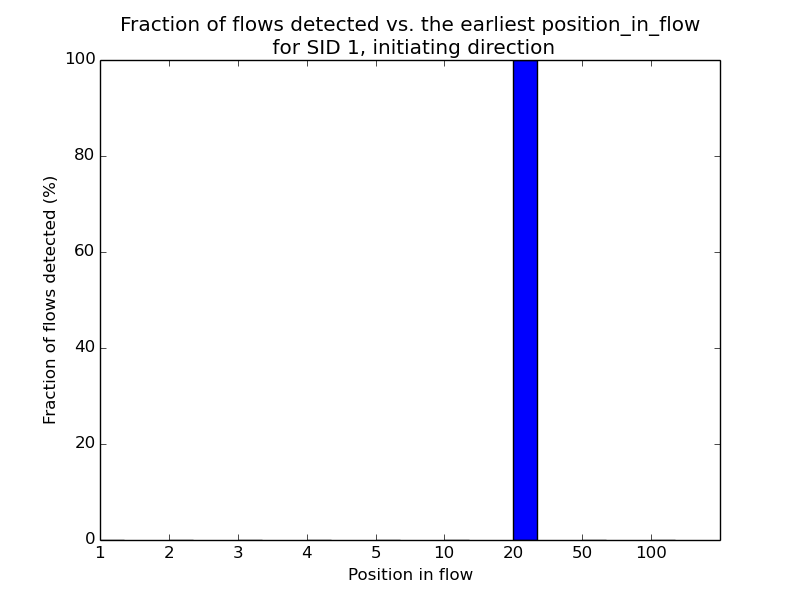 Fraction of flows detected vs. the earliest position_in_flow
for SID 1, initiating direction
100
80
60
40
20
0
Fraction of flows detected (%)
1 2 3 4 5 10 20 50 100
Position in flow